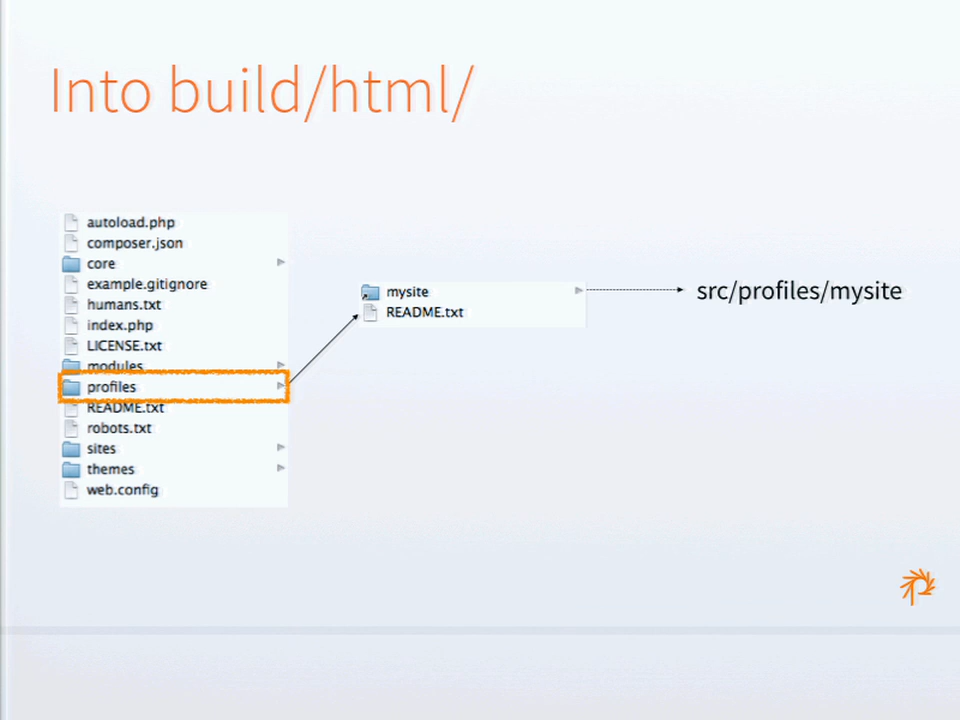 Into build/html/
autoload.php
composer.json
core
example.gitignore
humans.txt
index.php
LICENSE.txt
modules
profiles
README.txt
robots.txt
sites
themes
web.config
mysite
README.txt
src/profiles/mysite